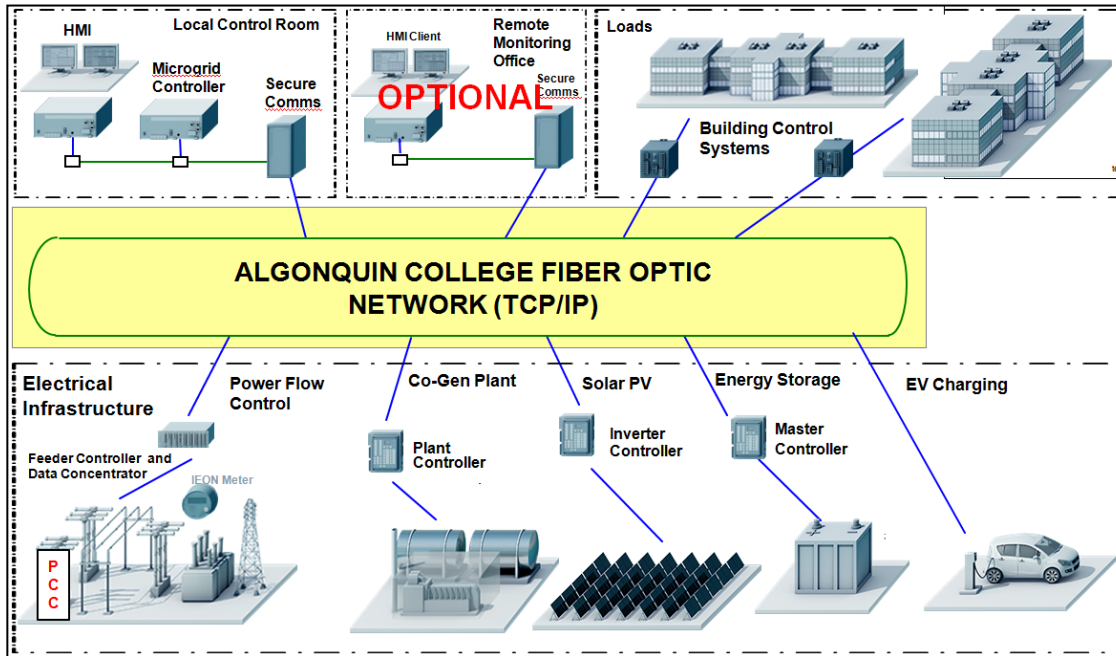 HMI
Local Control Room
Microgrid
Controller
Secure
Comms
HMI Client
Remote
Monitoring
Office
Secure
Comms
OPTIONAL
Loads
Building Control
Systems
ALGONQUIN COLLEGE FIBER OPTIC
NETWORK (TCP/IP)
Electrical
Infrastructure
Power Flow
Control
Feeder Controller and
Data Concentrator
IEON Meter
P
C
C
Co-Gen Plant
Plant
Controller
Solar PV
Inverter
Controller
Energy Storage
Master
Controller
EV Charging